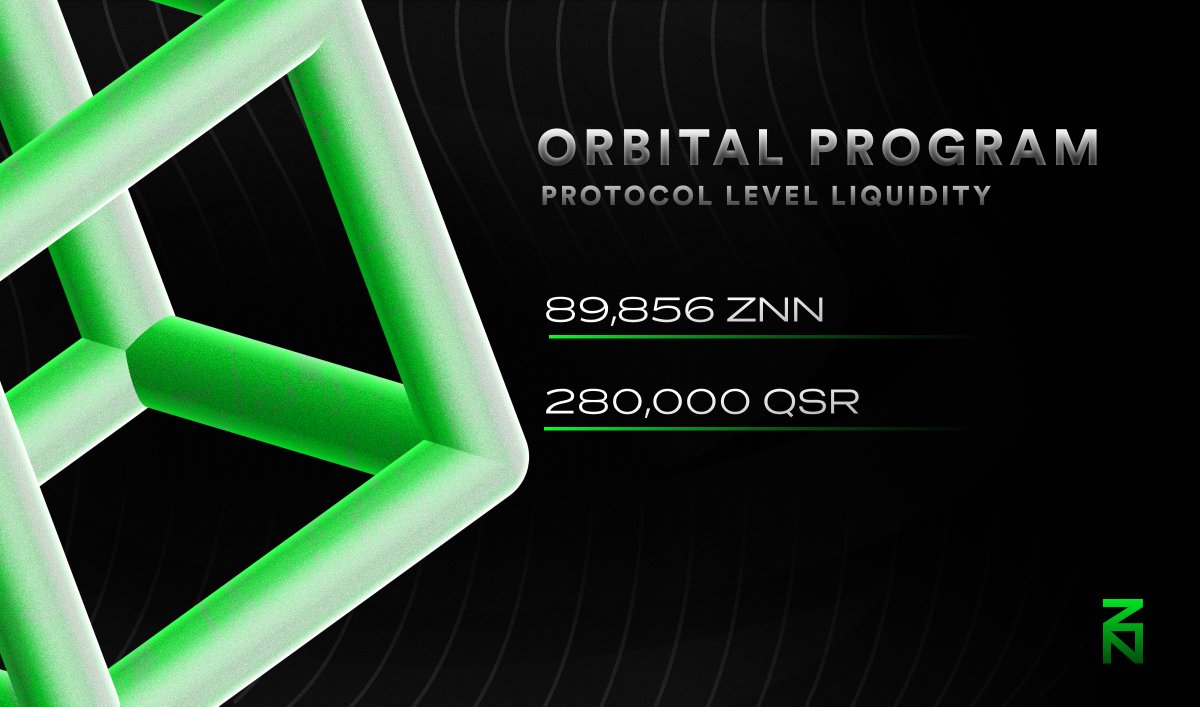 ORBITAL PROGRAM
PROTOCOL LEVEL LIQUIDITY
89,856 ZNN
280,000 QSR